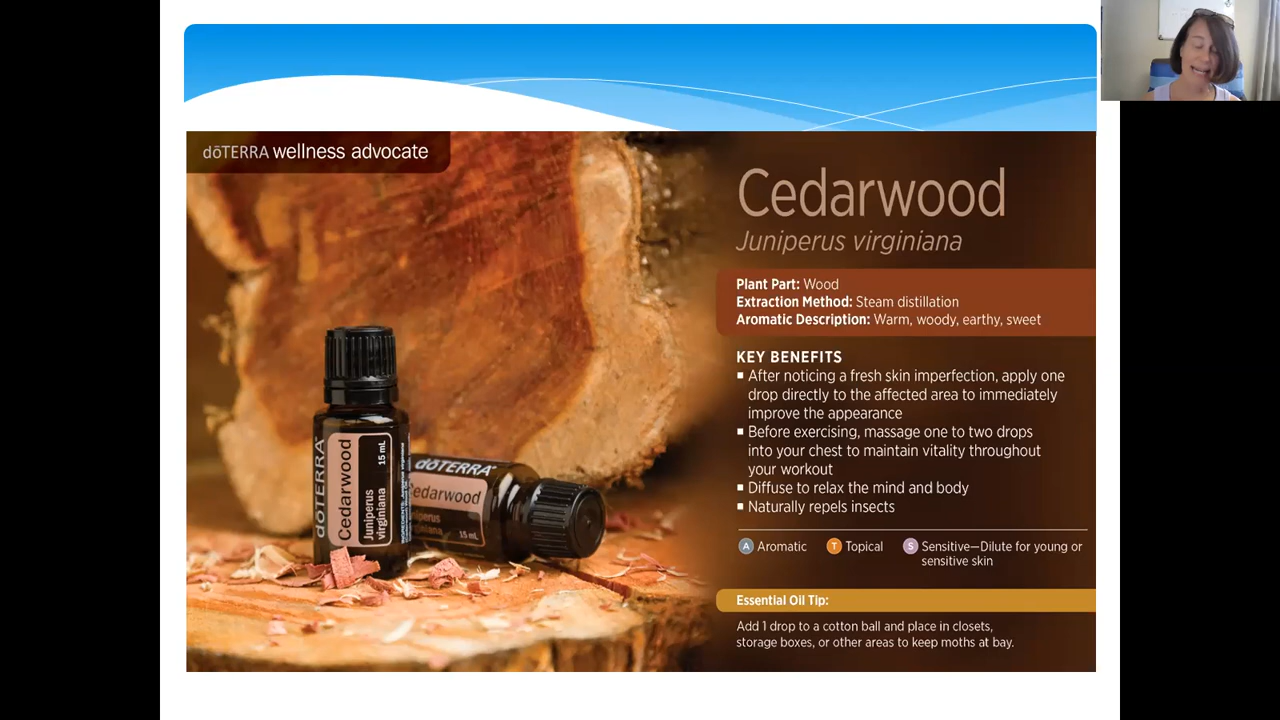 dōTERRA wellness advocate
Cedarwood
Juniperus virginiana
Plant Part: Wood
Extraction Method: Steam distillation
Aromatic Description: Warm, woody, earthy, sweet
KEY BENEFITS
▪ After noticing a fresh skin imperfection, apply one
drop directly to the affected area to immediately
improve the appearance
▪ Before exercising, massage one to two drops
into your chest to maintain vitality throughout
your workout
▪ Diffuse to relax the mind and body
▪ Naturally repels insects
A Aromatic T Topical S Sensitive—Dilute for young or
sensitive skin
Essential Oil Tip:
Add 1 drop to a cotton ball and place in closets,
storage boxes, or other areas to keep moths at bay.
dōTERRA
Cedarwood
Juniperus
virginiana
15 mL
dōTERRA
Cedarwood
15 mL